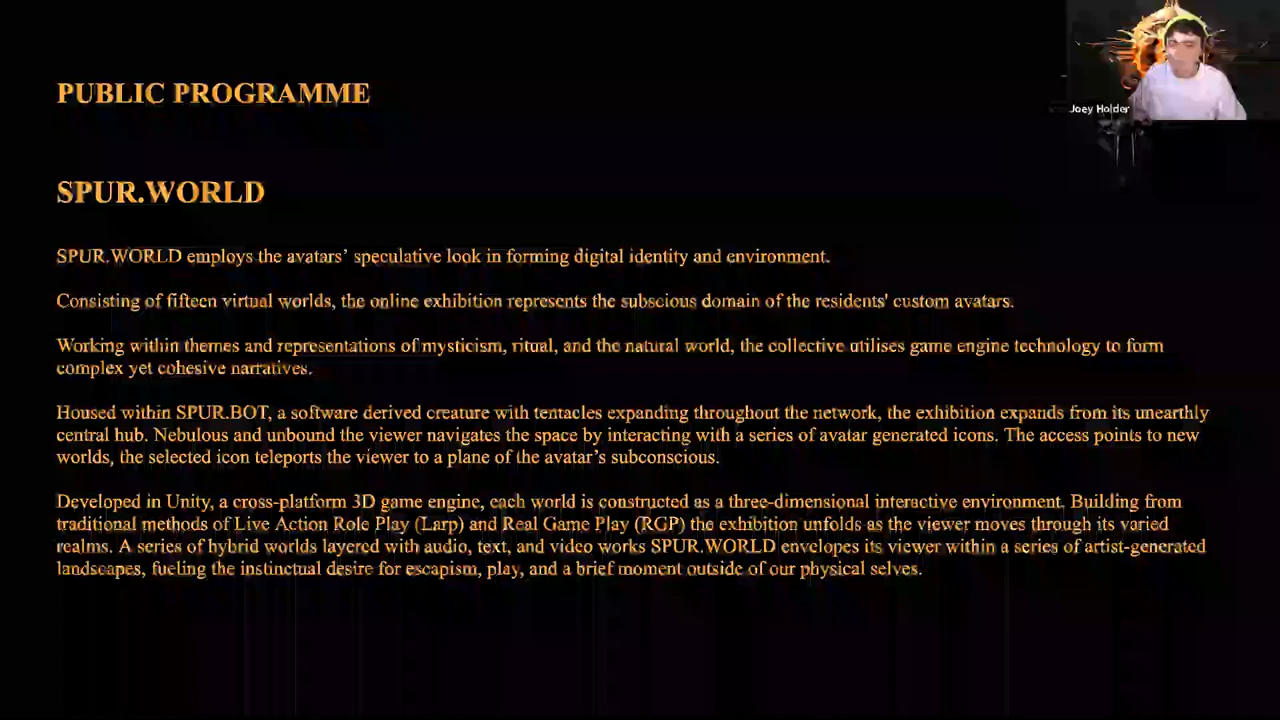 PUBLIC PROGRAMME
Joey Holder
SPUR.WORLD
SPUR.WORLD employs the avatars’ speculative look in forming digital identity and environment.
Consisting of fifteen virtual worlds, the online exhibition represents the subscious domain of the residents' custom avatars.
Working within themes and representations of mysticism, ritual, and the natural world, the collective utilises game engine technology to form
complex yet cohesive narratives.
Housed within SPUR.BOT, a software derived creature with tentacles expanding throughout the network, the exhibition expands from its unearthly
central hub. Nebulous and unbound the viewer navigates the space by interacting with a series of avatar generated icons. The access points to new
worlds, the selected icon teleports the viewer to a plane of the avatar’s subconscious.
Developed in Unity, a cross-platform 3D game engine, each world is constructed as a three-dimensional interactive environment. Building from
traditional methods of Live Action Role Play (Larp) and Real Game Play (RGP) the exhibition unfolds as the viewer moves through its varied
realms. A series of hybrid worlds layered with audio, text, and video works SPUR.WORLD envelopes its viewer within a series of artist-generated
landscapes, fueling the instinctual desire for escapism, play, and a brief moment outside of our physical selves.